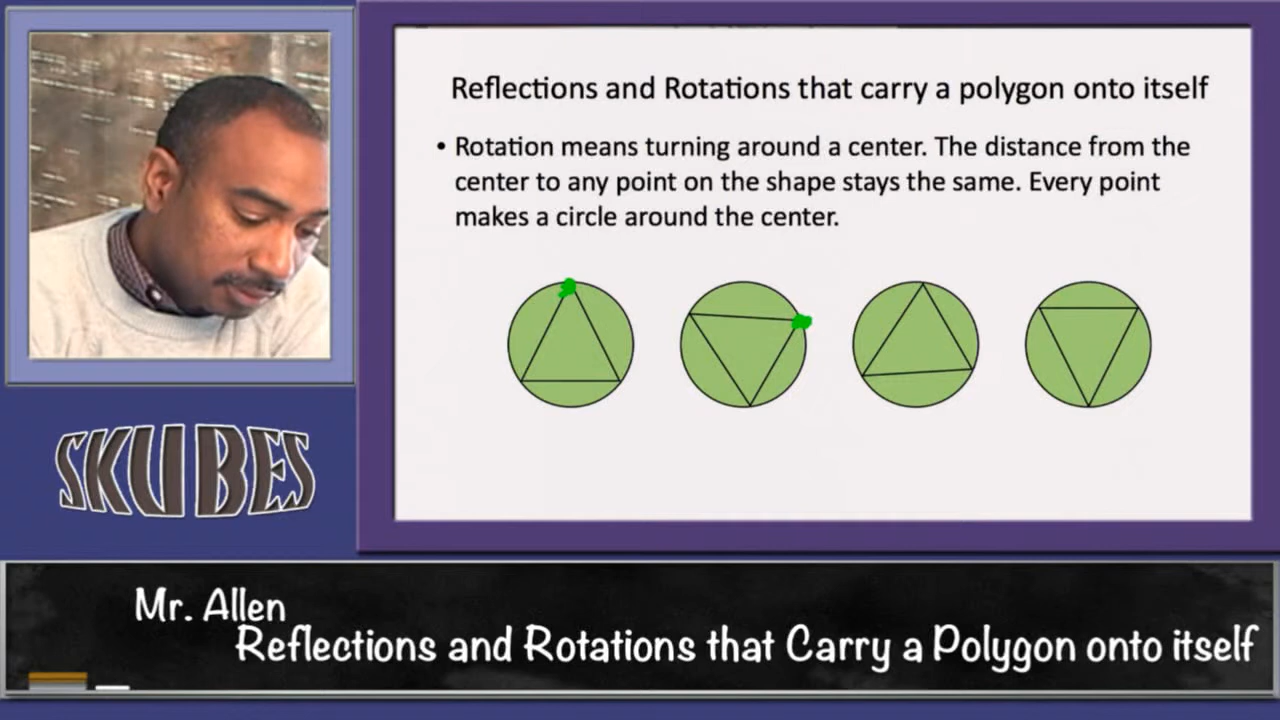 Reflections and Rotations that carry a polygon onto itself
• Rotation means turning around a center. The distance from the
center to any point on the shape stays the same. Every point
makes a circle around the center.
SKUBES
Mr. Allen
Reflections and Rotations that Carry a Polygon onto itself